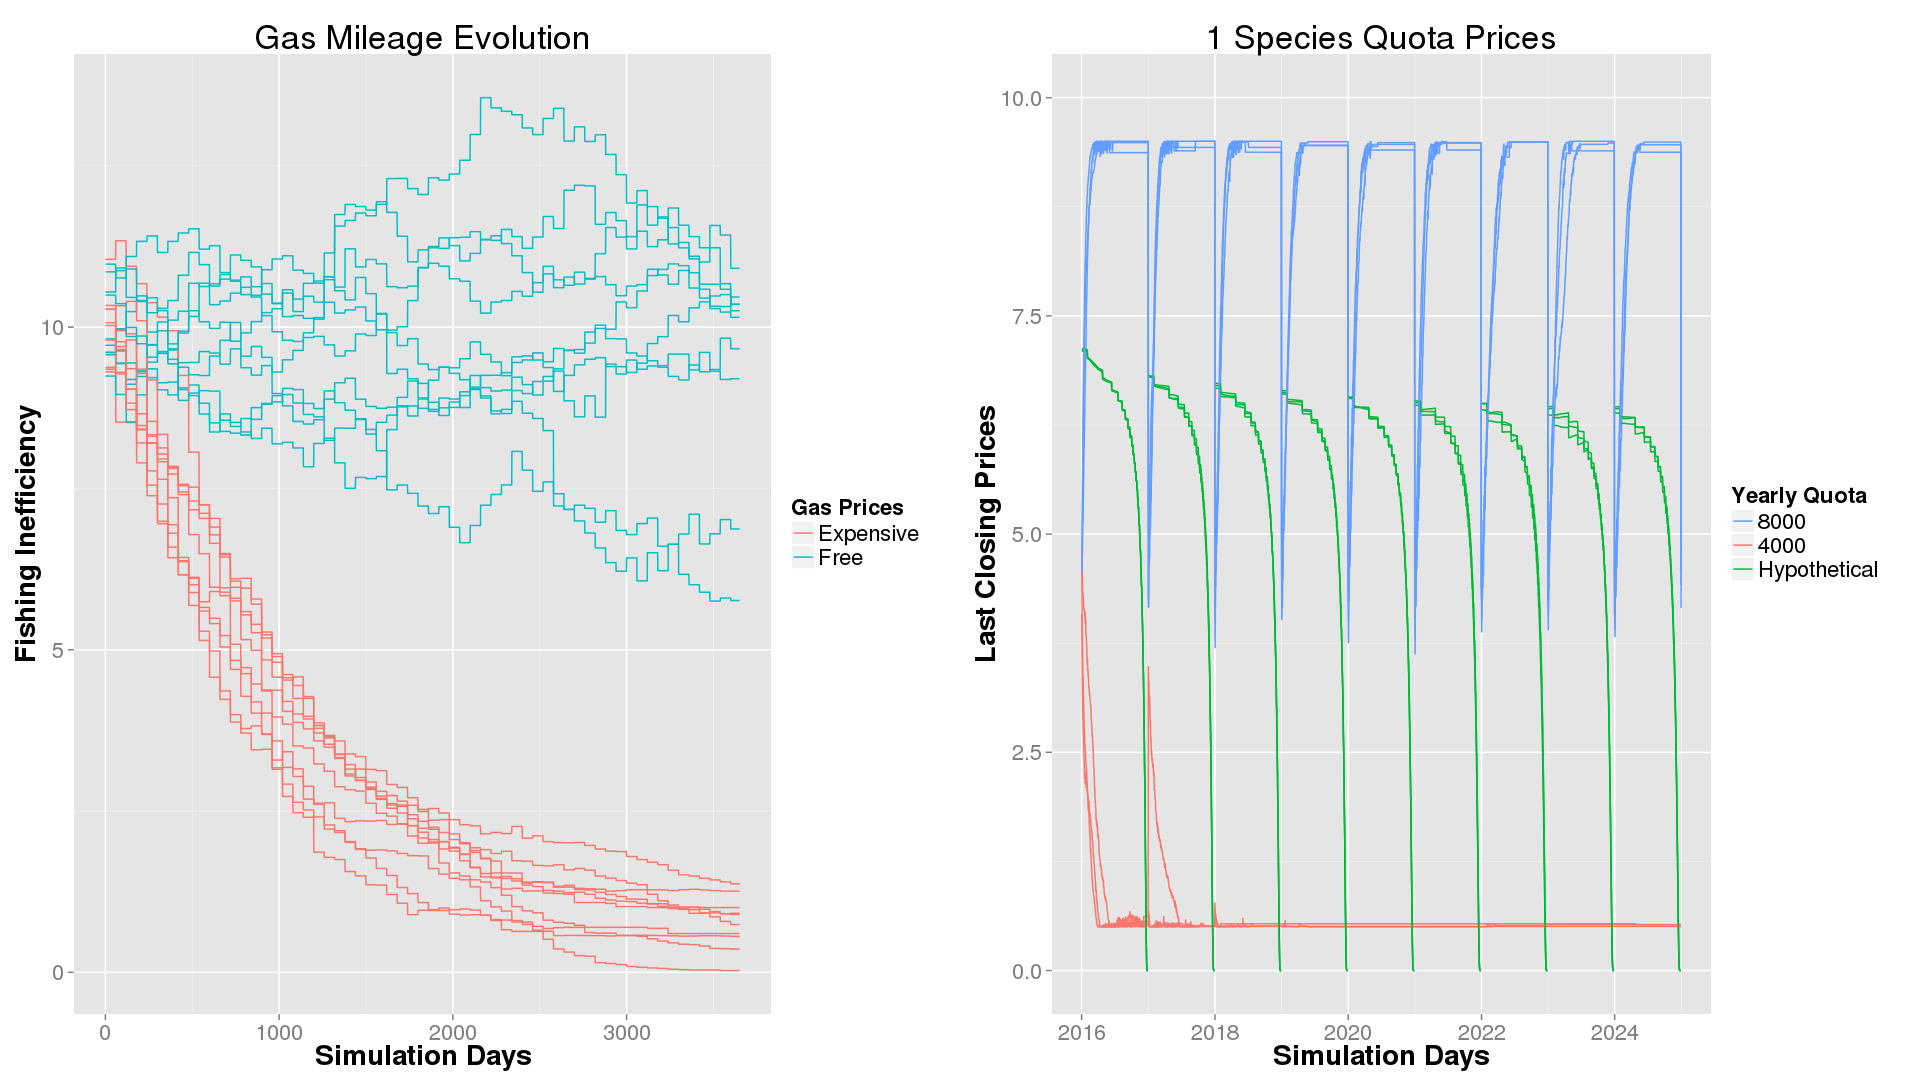 Gas Mileage Evolution
Fishing Inefficiency
10
5
0
0
1000
2000
3000
Simulation Days
Gas Prices
Expensive
Free
1 Species Quota Prices
Last Closing Prices
10.0
7.5
5.0
2.5
0.0
2016
2018
2020
2022
2024
Simulation Days
Yearly Quota
8000
4000
Hypothetical